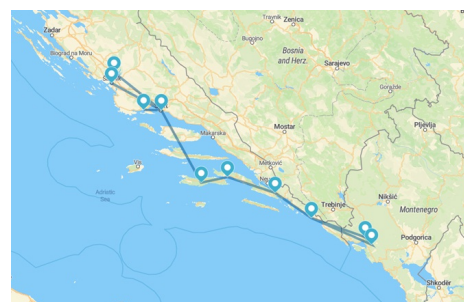 Travnik
Zenica
Zadar
Bugojno
Biograd na Moru
Bosnia
and Herz.
Sarajevo
Goražde
Pljevlja
Makarska
Mostar
Vis
Metković
Adriatic
Sea
Nikšić
Trebinje
Montenegro
Podgorica
Shkodër